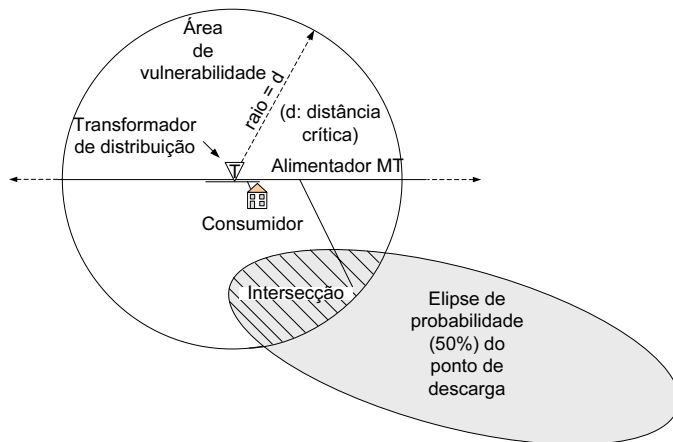 Área
de
vulnerabilidade
raio = d
(d: distância
crítica)
Transformador
de distribuição
T
Alimentador MT
Consumidor
Intersecção
Elipse de
probabilidade
(50%) do
ponto de
descarga